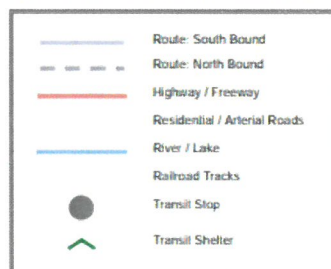 Route: South Bound
Route: North Bound
Highway / Freeway
Residential / Arterial Roads
River / Lake
Railroad Tracks
Transit Stop
Transit Shelter